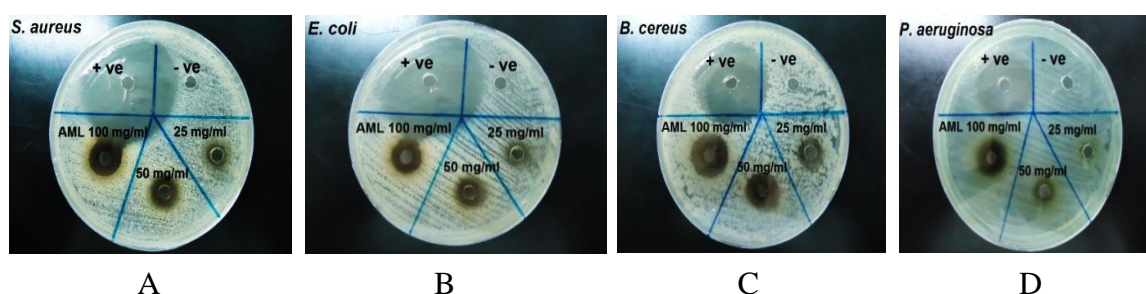 S. aureus
+ ve - ve
AML 100 mg/ml 25 mg/ml
50 mg/ml
E. coli
+ ve - ve
AML 100 mg/ml 25 mg/ml
50 mg/ml
B. cereus
+ ve - ve
AML 100 mg/ml 25 mg/ml
50 mg/ml
P. aeruginosa
+ ve - ve
AML 100 mg/ml 25 mg/ml
50 mg/ml
A B C D